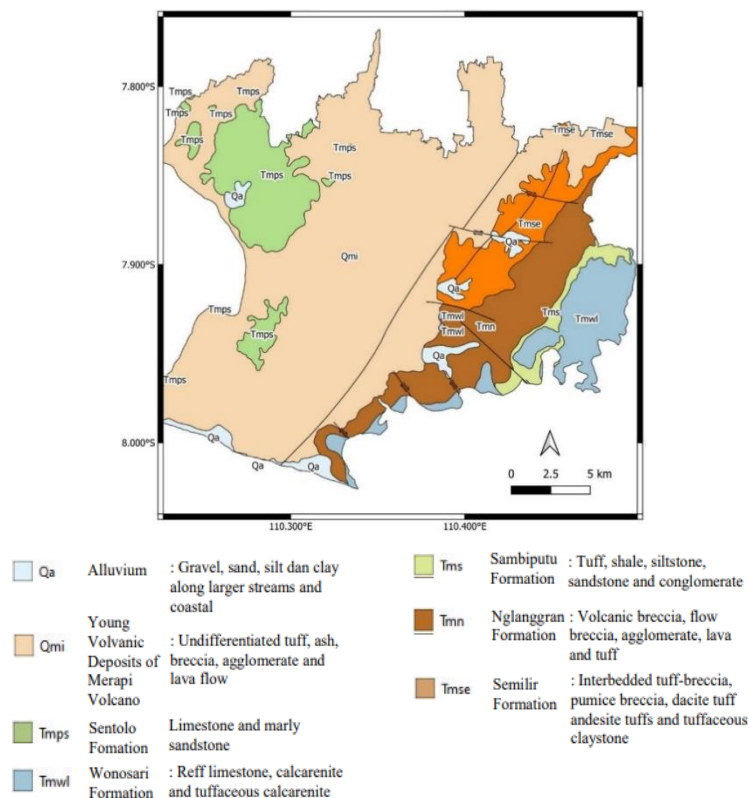 7.800°S
7.900°S
8.000°S
110.300°E
110.400°E
Tmps
Tmps
Tmps
Tmps
Tmps
Tmps
Tmps
Tmps
Qa
Tmse
Tmse
Tmse
Qa
Qmi
Qa
Tmps
Tmps
Tmwl
Tmwl
Tmn
Tms
Tmwl
Qa
Tmps
Qa
Qa
Qa
0 2.5 5 km
Qa Alluvium : Gravel, sand, silt dan clay
along larger streams and
coastal
Qmi Young
Volcanic
Deposits of
Merapi
Volcano
: Undifferentiated tuff, ash,
breccia, agglomerate and
lava flow
Tmps Sentolo
Fomation
Limestone and marly
sandstone
Tmwl Wonosari
Formation
: Reff limestone, calcarenite
and tuffaceous calcarenite
Tms Sambiputu
Formation
: Tuff, shale, siltstone,
sandstone and conglomerate
Tmn Nglanggran
Formation
: Volcanic breccia, flow
breccia, agglomerate, lava
and tuff
Tmse Semilir
Formation
: Interbedded tuff-breccia,
pumice breccia, dacite tuff
andesite tuffs and tuffaceous
claystone